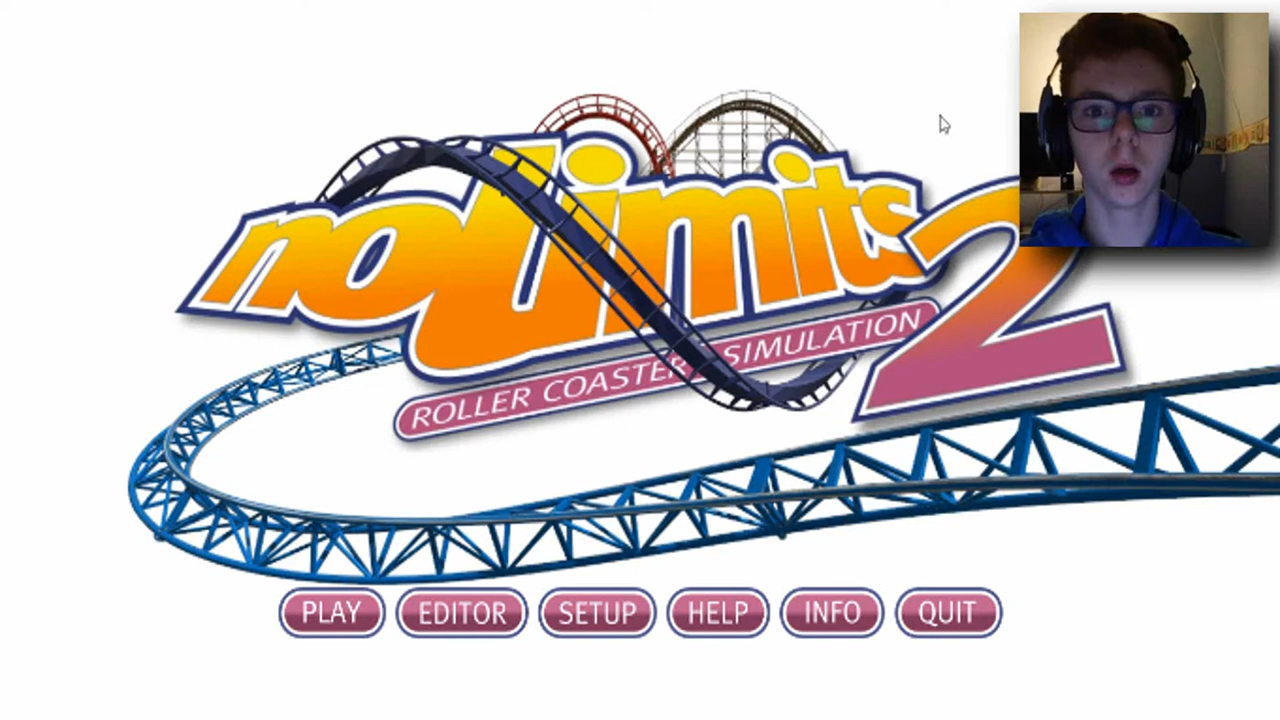 noLimits 2
ROLLER COASTER SIMULATION
PLAY
EDITOR
SETUP
HELP
INFO
QUIT